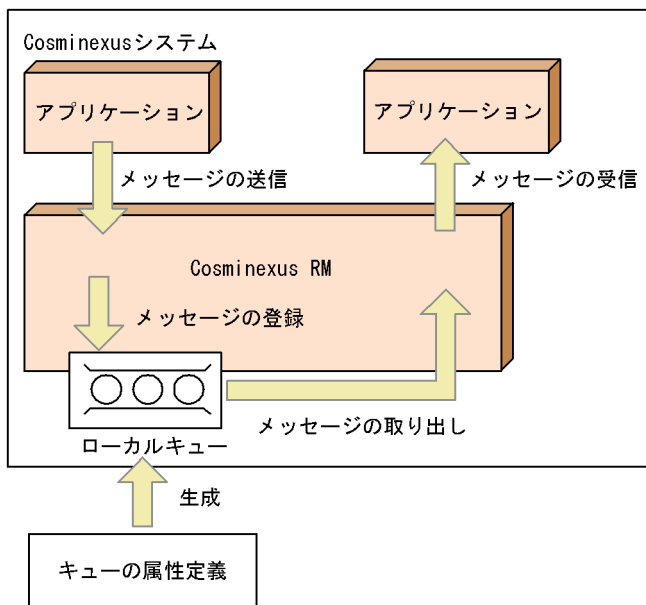 Cosminexusシステム
アプリケーション
アプリケーション
メッセージの送信
メッセージの受信
Cosminexus RM
メッセージの登録
メッセージの取り出し
ローカルキュー
生成
キューの属性定義